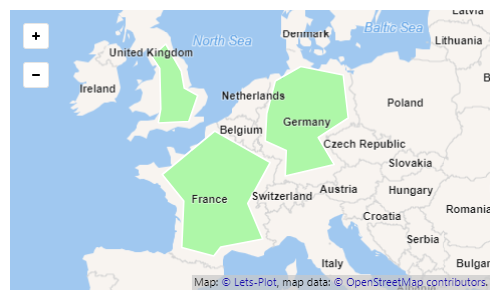 Latvia
+
North Sea
Denmark
Baltic Sea
Lithuania
United Kingdom
−
Ireland
Netherlands
Poland
Belgium
Germany
Czech Republic
Slovakia
France
Switzerland
Austria
Hungary
Romania
Croatia
Serbia
Italy
Bulgar
Map: © Lets-Plot, map data: © OpenStreetMap contributors.